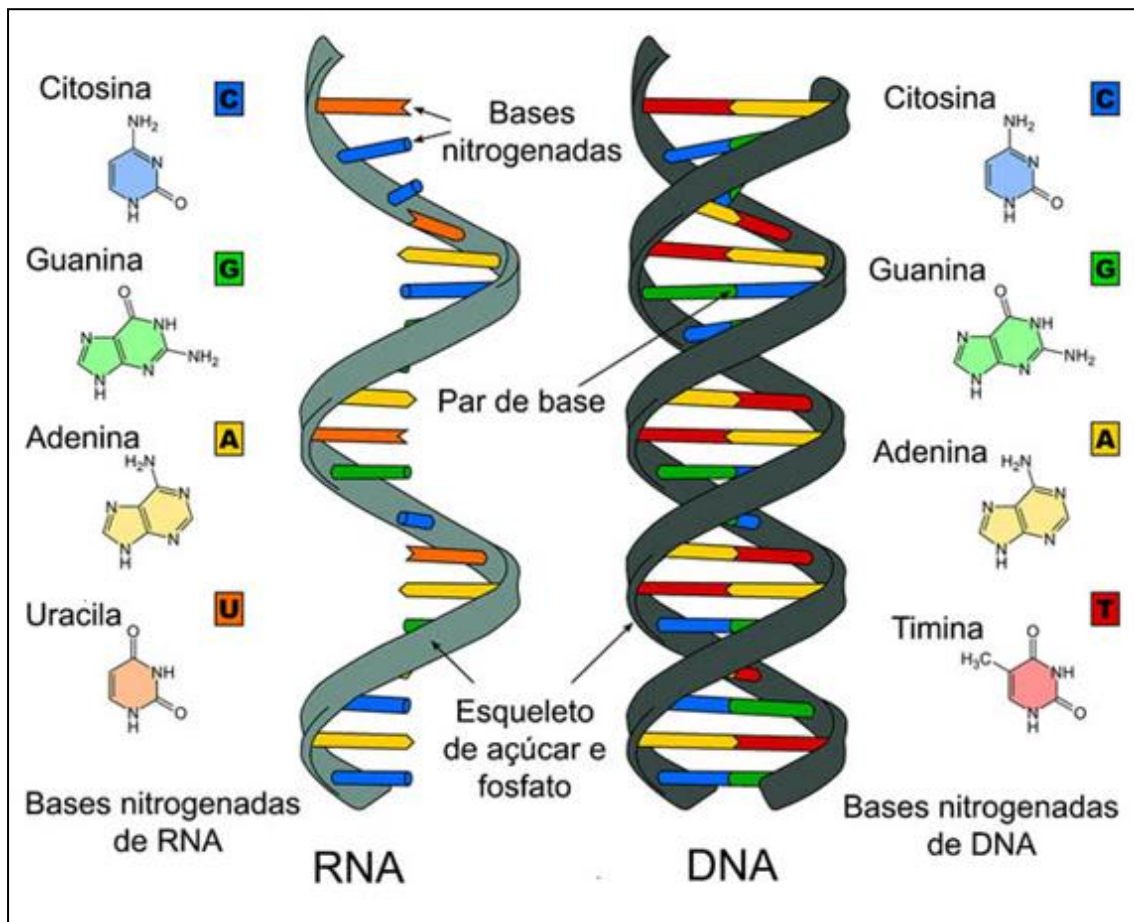 Citosina
C
NH₂
N
N
H
O
Guanina
G
O
N
NH
N
H
N
NH₂
Adenina
A
H₂N
N
N
N
H
N
Uracila
U
O
NH
N
H
O
Bases nitrogenadas
de RNA
Bases
nitrogenadas
Par de base
Esqueleto
de açúcar e
fosfato
RNA
DNA
Citosina
C
NH₂
N
N
H
O
Guanina
G
O
N
NH
N
H
N
NH₂
Adenina
A
H₂N
N
N
N
H
N
Timina
T
O
H₃C
NH
N
H
O
Bases nitrogenadas
de DNA